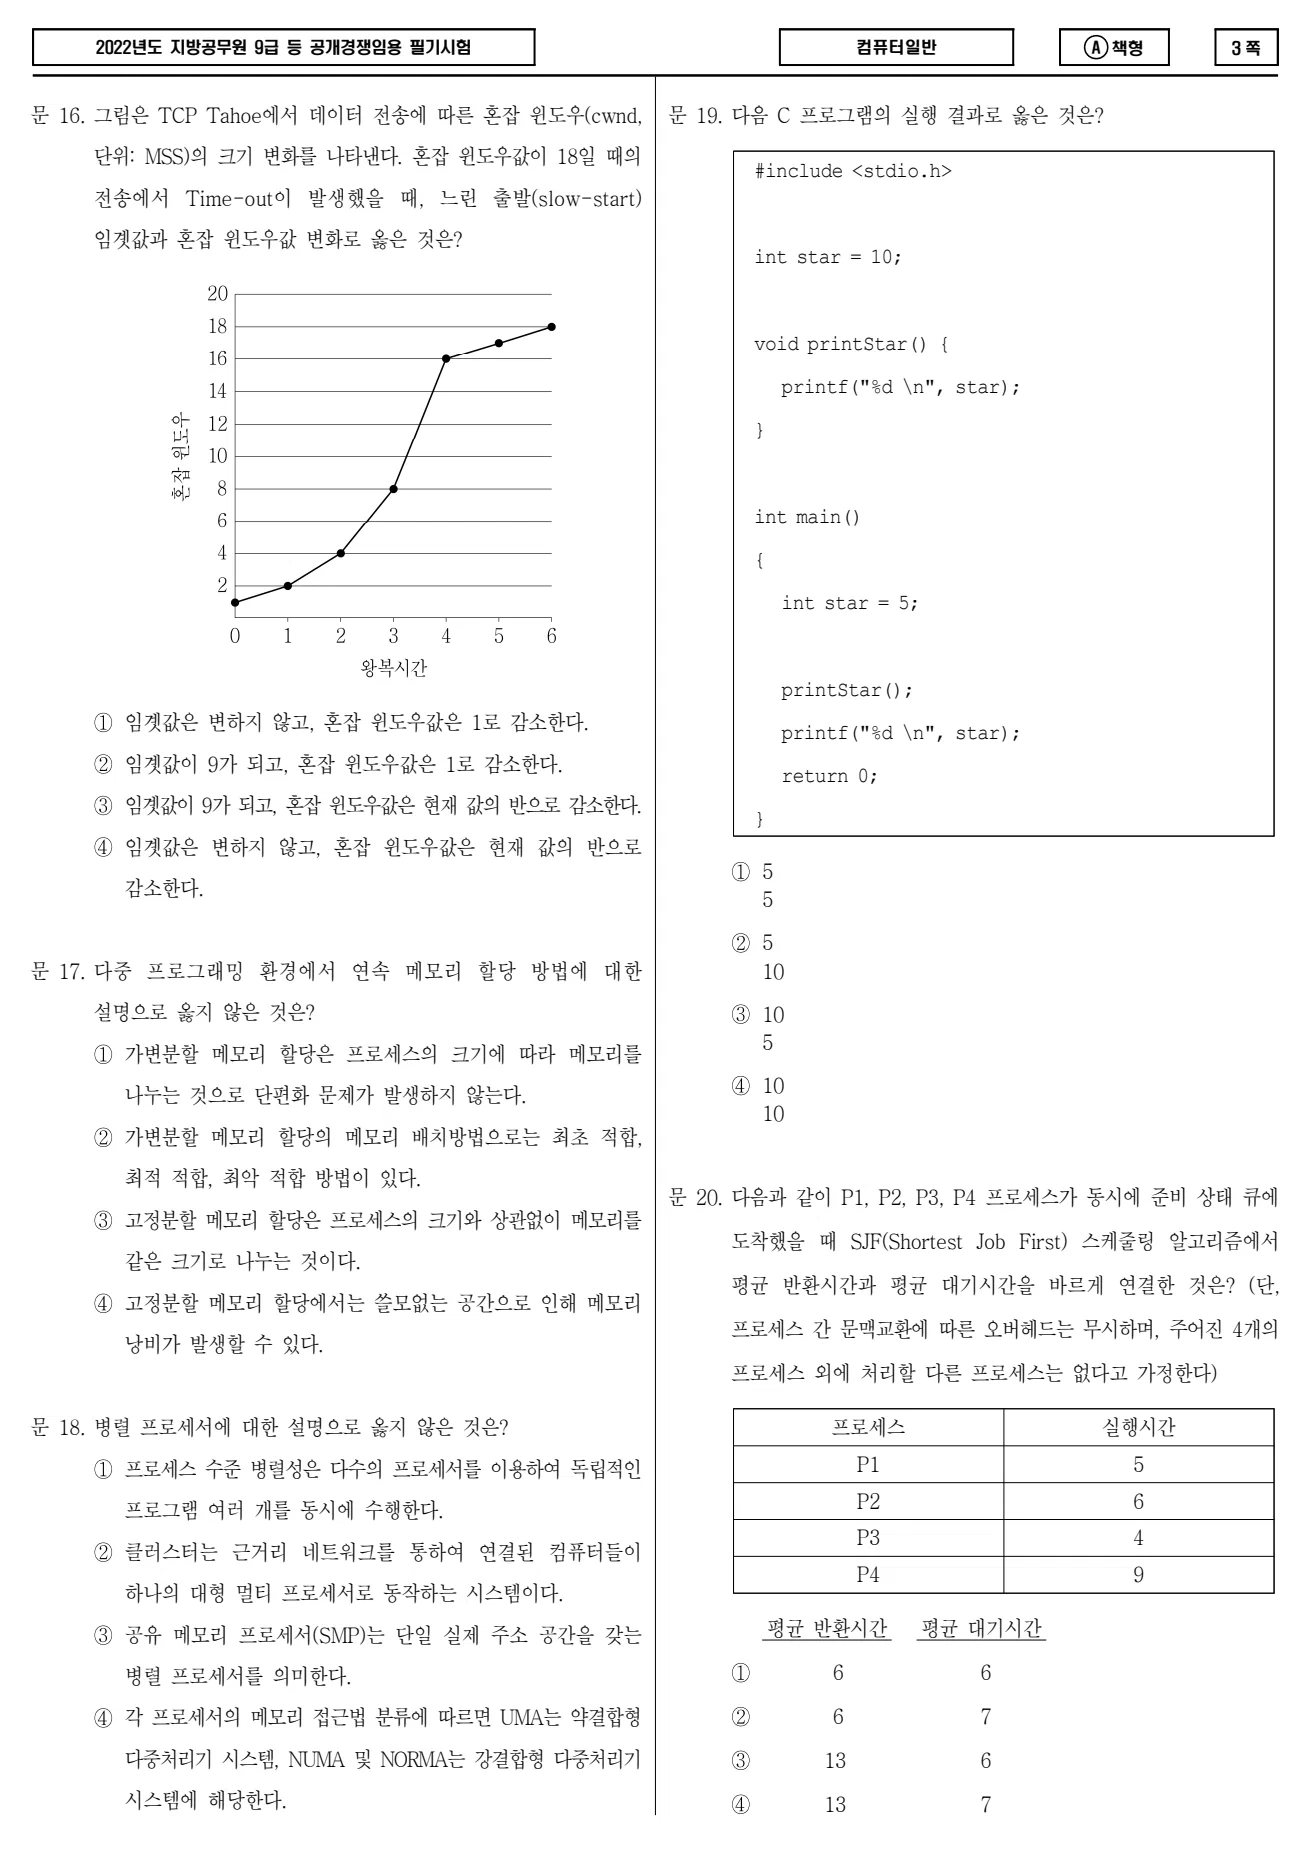 2022년도 지방공무원 9급 등 공개경쟁임용 필기시험
컴퓨터일반
Ⓐ책형
3쪽
문 16. 그림은 TCP Tahoe에서 데이터 전송에 따른 혼잡 윈도우(cwnd,
단위: MSS)의 크기 변화를 나타낸다. 혼잡 윈도우값이 18일 때의
전송에서 Time-out이 발생했을 때, 느린 출발(slow-start)
임곗값과 혼잡 윈도우값 변화로 옳은 것은?
20
18
16
14
12
10
8
6
4
2
혼잡 윈도우
0 1 2 3 4 5 6
왕복시간
① 임곗값은 변하지 않고, 혼잡 윈도우값은 1로 감소한다.
② 임곗값이 9가 되고, 혼잡 윈도우값은 1로 감소한다.
③ 임곗값이 9가 되고, 혼잡 윈도우값은 현재 값의 반으로 감소한다.
④ 임곗값은 변하지 않고, 혼잡 윈도우값은 현재 값의 반으로
감소한다.
문 17. 다중 프로그래밍 환경에서 연속 메모리 할당 방법에 대한
설명으로 옳지 않은 것은?
① 가변분할 메모리 할당은 프로세스의 크기에 따라 메모리를
나누는 것으로 단편화 문제가 발생하지 않는다.
② 가변분할 메모리 할당의 메모리 배치방법으로는 최초 적합,
최적 적합, 최악 적합 방법이 있다.
③ 고정분할 메모리 할당은 프로세스의 크기와 상관없이 메모리를
같은 크기로 나누는 것이다.
④ 고정분할 메모리 할당에서는 쓸모없는 공간으로 인해 메모리
낭비가 발생할 수 있다.
문 18. 병렬 프로세서에 대한 설명으로 옳지 않은 것은?
① 프로세스 수준 병렬성은 다수의 프로세서를 이용하여 독립적인
프로그램 여러 개를 동시에 수행한다.
② 클러스터는 근거리 네트워크를 통하여 연결된 컴퓨터들이
하나의 대형 멀티 프로세서로 동작하는 시스템이다.
③ 공유 메모리 프로세서(SMP)는 단일 실제 주소 공간을 갖는
병렬 프로세서를 의미한다.
④ 각 프로세서의 메모리 접근법 분류에 따르면 UMA는 약결합형
다중처리기 시스템, NUMA 및 NORMA는 강결합형 다중처리기
시스템에 해당한다.
문 19. 다음 C 프로그램의 실행 결과로 옳은 것은?
#include <stdio.h>
int star = 10;
void printStar() {
printf("%d \n", star);
}
int main()
{
int star = 5;
printStar();
printf("%d \n", star);
return 0;
}
① 5
5
② 5
10
③ 10
5
④ 10
10
문 20. 다음과 같이 P1, P2, P3, P4 프로세스가 동시에 준비 상태 큐에
도착했을 때 SJF(Shortest Job First) 스케줄링 알고리즘에서
평균 반환시간과 평균 대기시간을 바르게 연결한 것은? (단,
프로세스 간 문맥교환에 따른 오버헤드는 무시하며, 주어진 4개의
프로세스 외에 처리할 다른 프로세스는 없다고 가정한다)
프로세스 실행시간
P1 5
P2 6
P3 4
P4 9
평균 반환시간 평균 대기시간
① 6 6
② 6 7
③ 13 6
④ 13 7